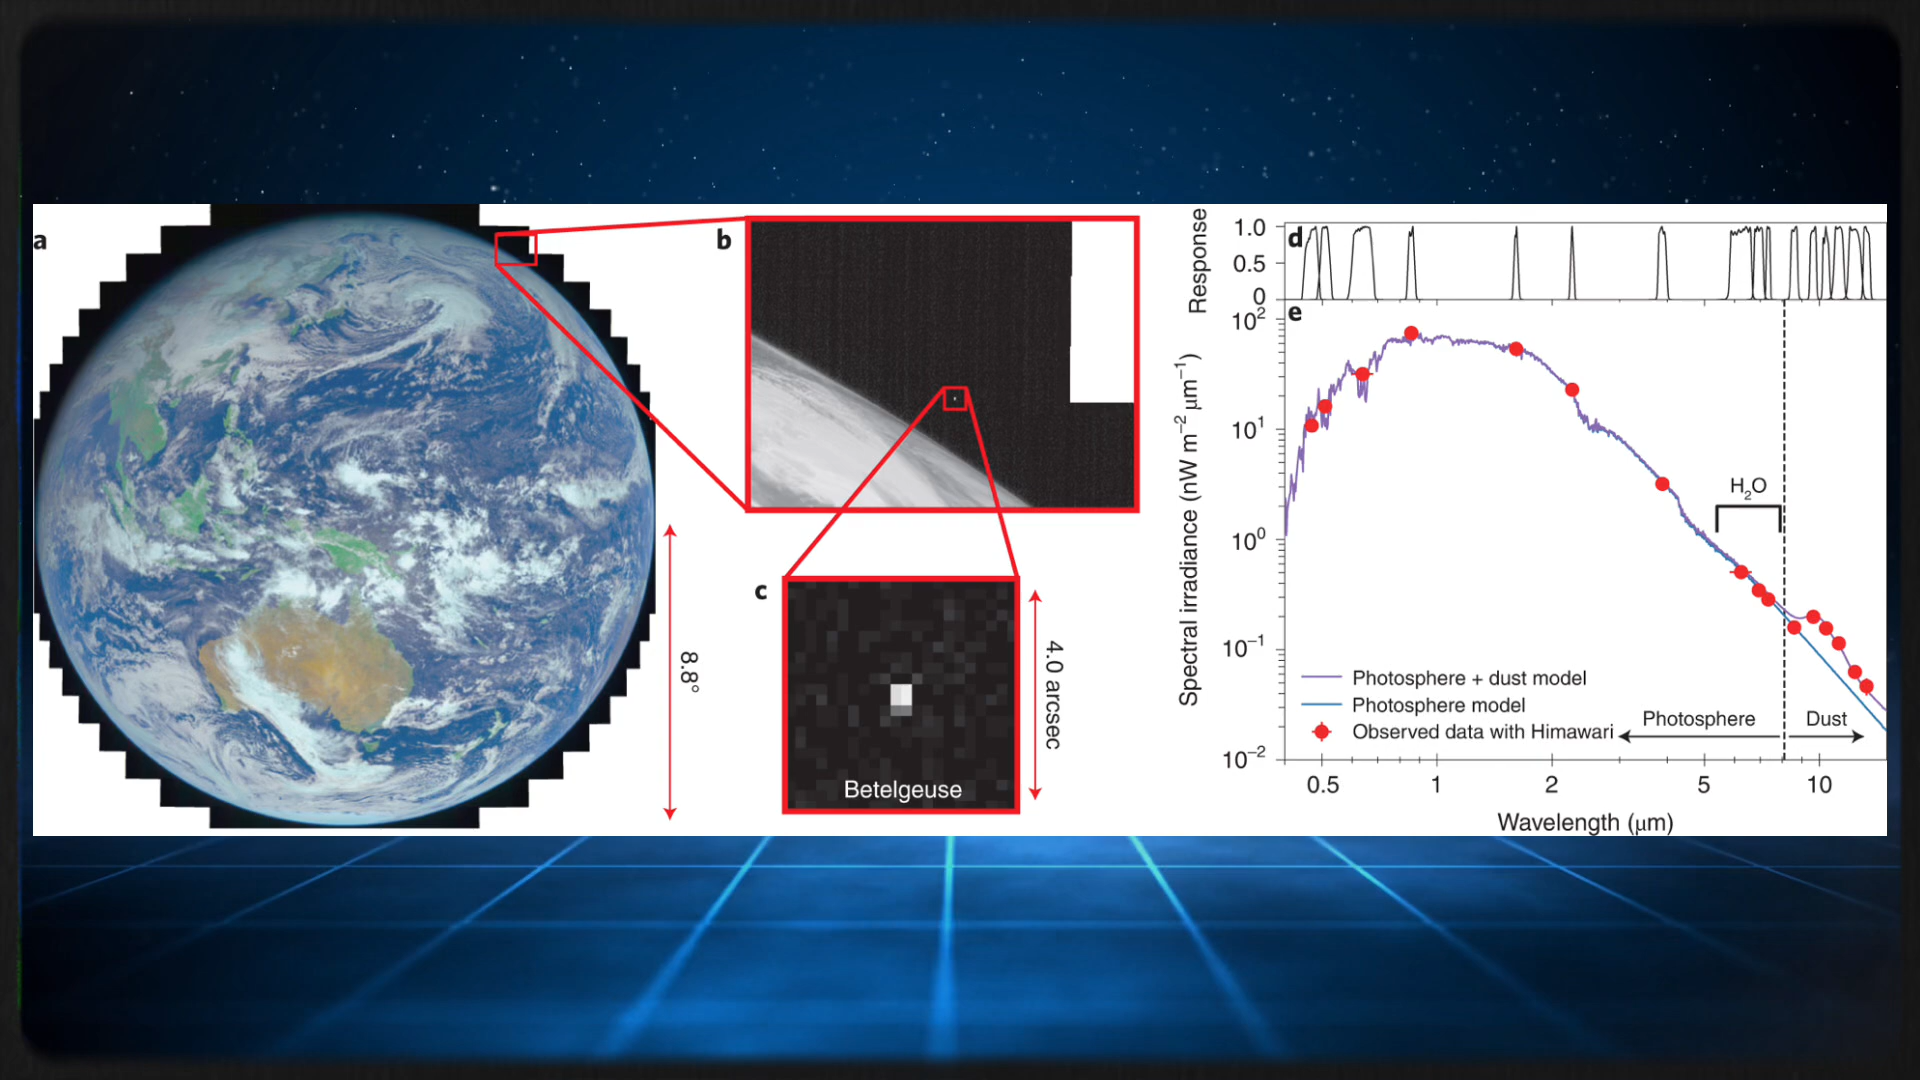 a
8.8°
b
c
Betelgeuse
4.0 arcsec
d
Response
1.0
0.5
0
e
Spectral irradiance (nW m⁻² μm⁻¹)
10²
10¹
10⁰
10⁻¹
10⁻²
H₂O
Photosphere + dust model
Photosphere model
Observed data with Himawari
Photosphere
Dust
0.5
1
2
5
10
Wavelength (μm)